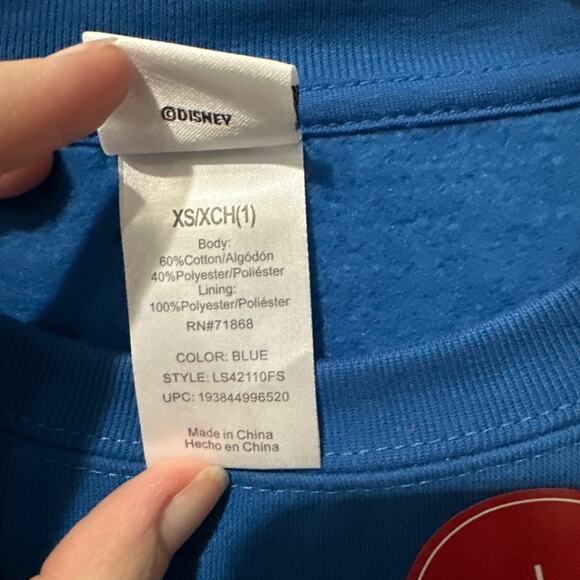 ©DISNEY
XS/XCH(1)
Body:
60%Cotton/Algodón
40%Polyester/Poliéster
Lining:
100%Polyester/Poliéster
RN#71868
COLOR: BLUE
STYLE: LS42110FS
UPC: 193844996520
Made in China
Hecho en China